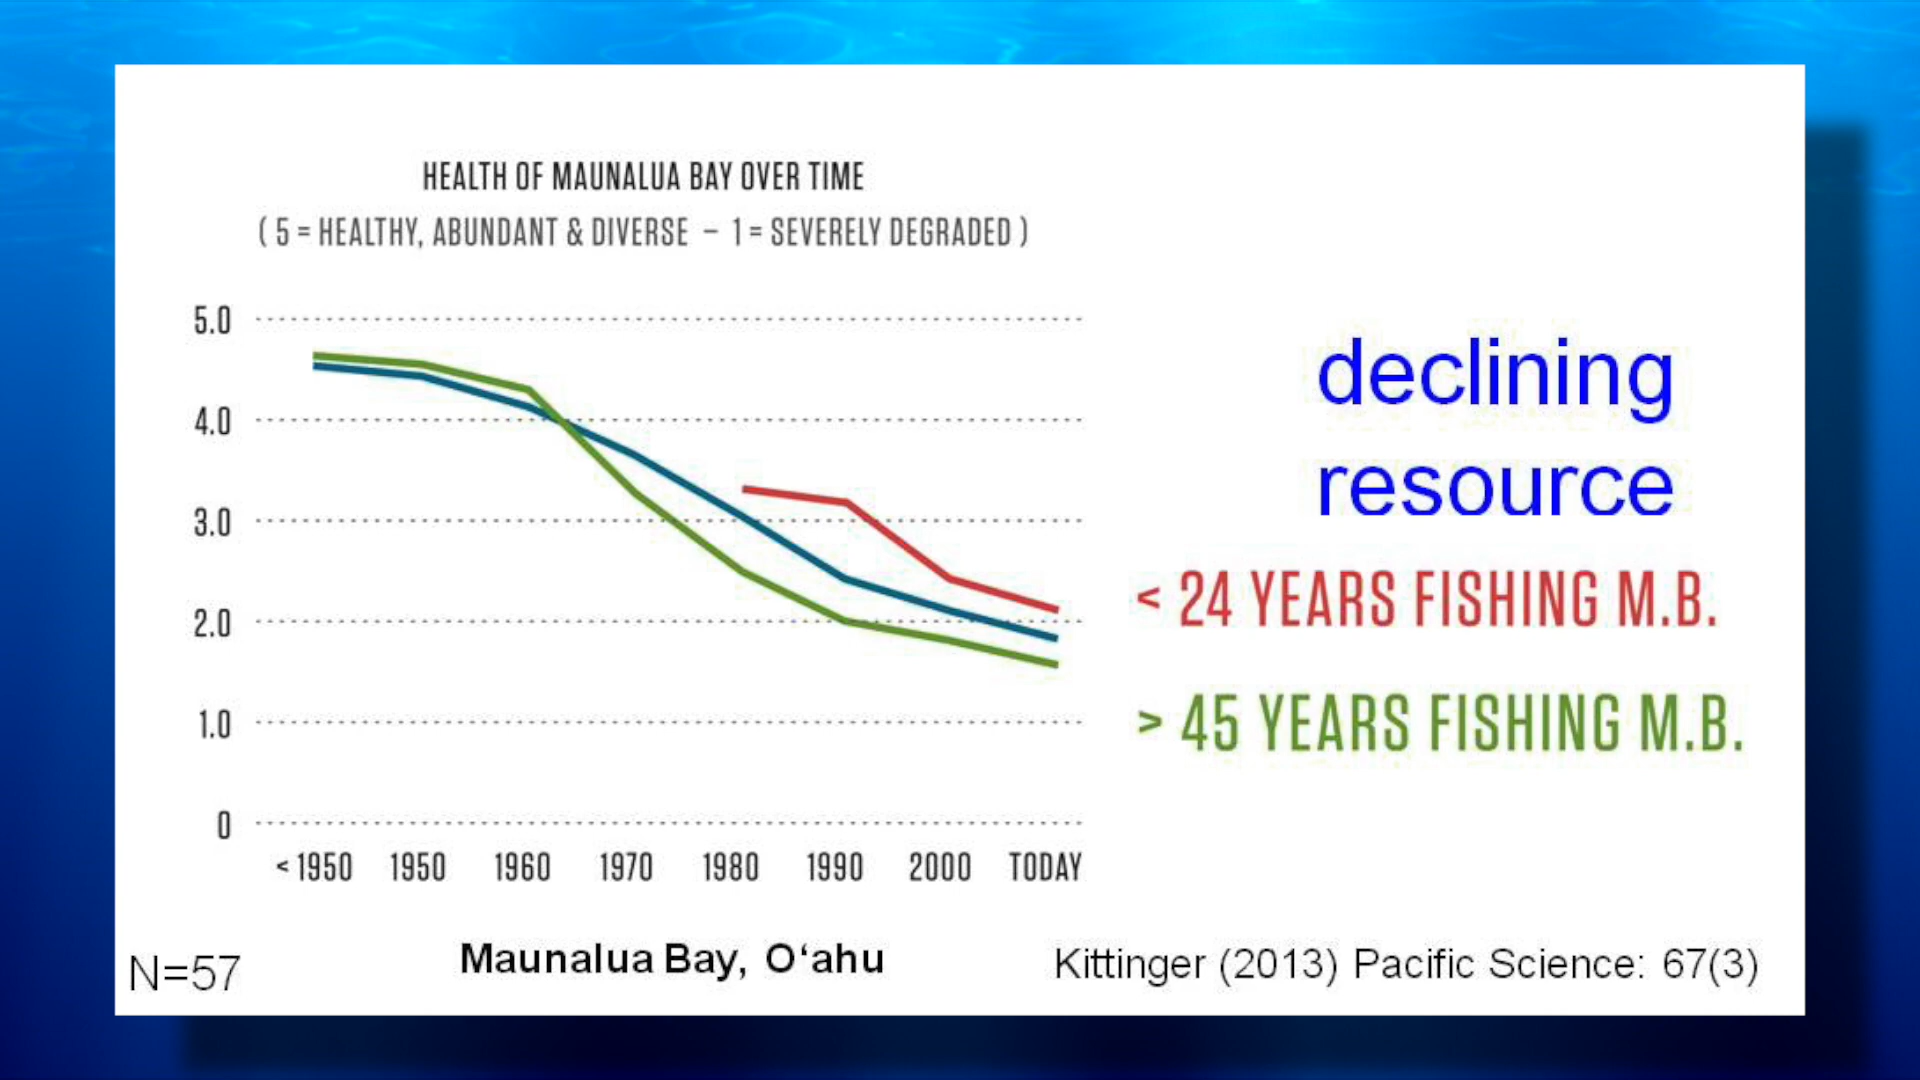 HEALTH OF MAUNALUA BAY OVER TIME
( 5 = HEALTHY, ABUNDANT & DIVERSE – 1 = SEVERELY DEGRADED )
5.0
4.0
3.0
2.0
1.0
0
< 1950 1950 1960 1970 1980 1990 2000 TODAY
declining
resource
< 24 YEARS FISHING M.B.
> 45 YEARS FISHING M.B.
N=57
Maunalua Bay, Oʻahu
Kittinger (2013) Pacific Science: 67(3)